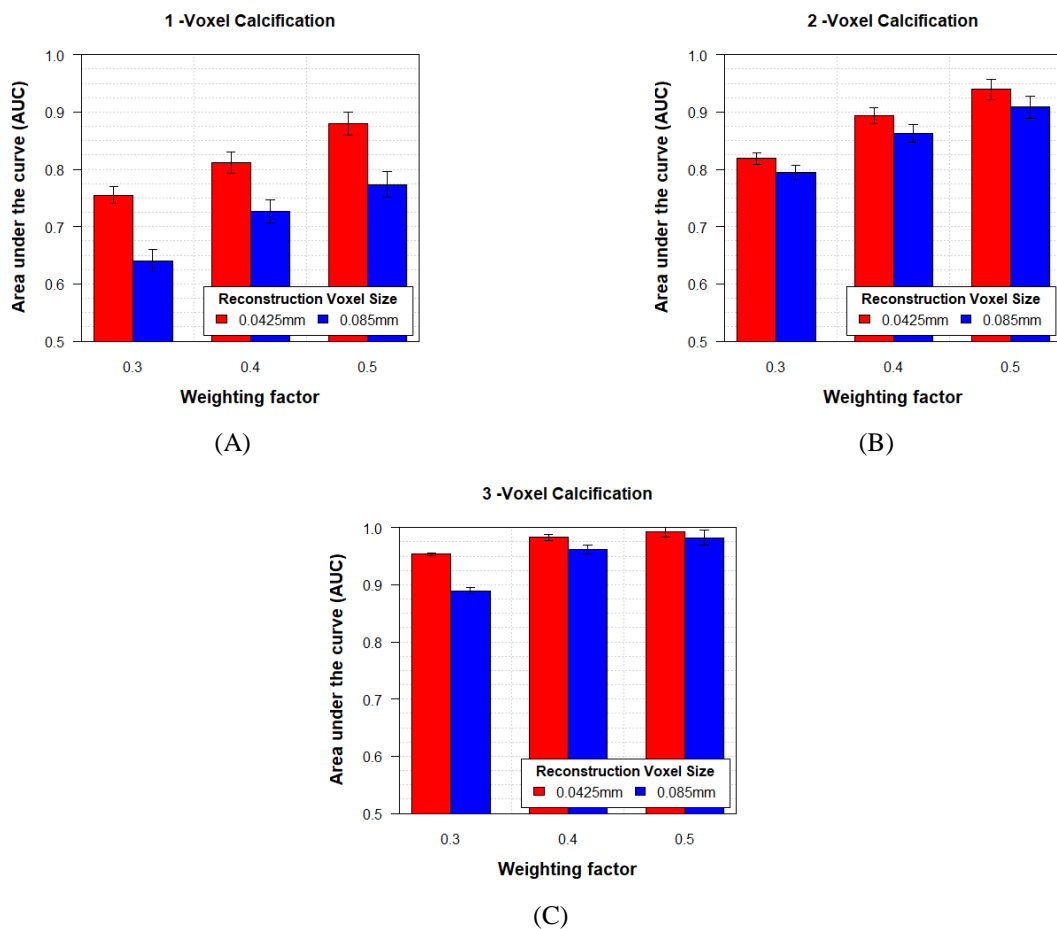 1 -Voxel Calcification
Area under the curve (AUC)
1.0
0.9
0.8
0.7
0.6
0.5
Reconstruction Voxel Size
0.0425mm 0.085mm
0.3 0.4 0.5
Weighting factor
(A)
2 -Voxel Calcification
Area under the curve (AUC)
1.0
0.9
0.8
0.7
0.6
0.5
Reconstruction Voxel Size
0.0425mm 0.085mm
0.3 0.4 0.5
Weighting factor
(B)
3 -Voxel Calcification
Area under the curve (AUC)
1.0
0.9
0.8
0.7
0.6
0.5
Reconstruction Voxel Size
0.0425mm 0.085mm
0.3 0.4 0.5
Weighting factor
(C)